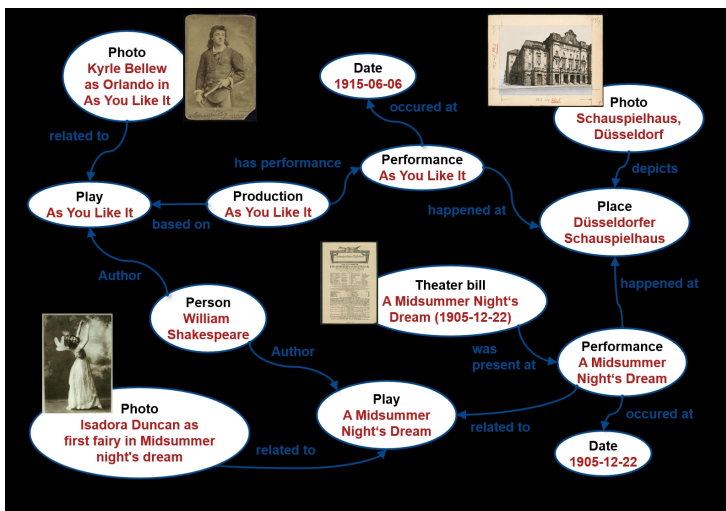 Photo
Kyrle Bellew
as Orlando in
As You Like It
Date
1915-06-06
Photo
Schauspielhaus,
Düsseldorf
related to
occured at
has performance
depicts
Performance
As You Like It
Play
As You Like It
Production
As You Like It
based on
happened at
Place
Düsseldorfer
Schauspielhaus
Author
Theater bill
A Midsummer Night‘s
Dream (1905-12-22)
happened at
Person
William
Shakespeare
Author
was
present at
Performance
A Midsummer
Night‘s Dream
Photo
Isadora Duncan as
first fairy in Midsummer
night's dream
Play
A Midsummer
Night‘s Dream
related to
related to
occured at
Date
1905-12-22